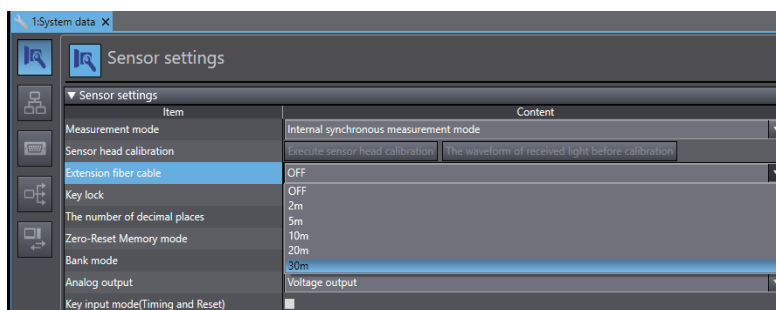 1:System data X
Sensor settings
▼ Sensor settings
Item Content
Measurement mode Internal synchronous measurement mode
Sensor head calibration Execute sensor head calibration The waveform of received light before calibration
Extension fiber cable OFF
Key lock OFF
2m
The number of decimal places 5m
Zero-Reset Memory mode 10m
20m
Bank mode 30m
Analog output Voltage output
Key input mode(Timing and Reset)